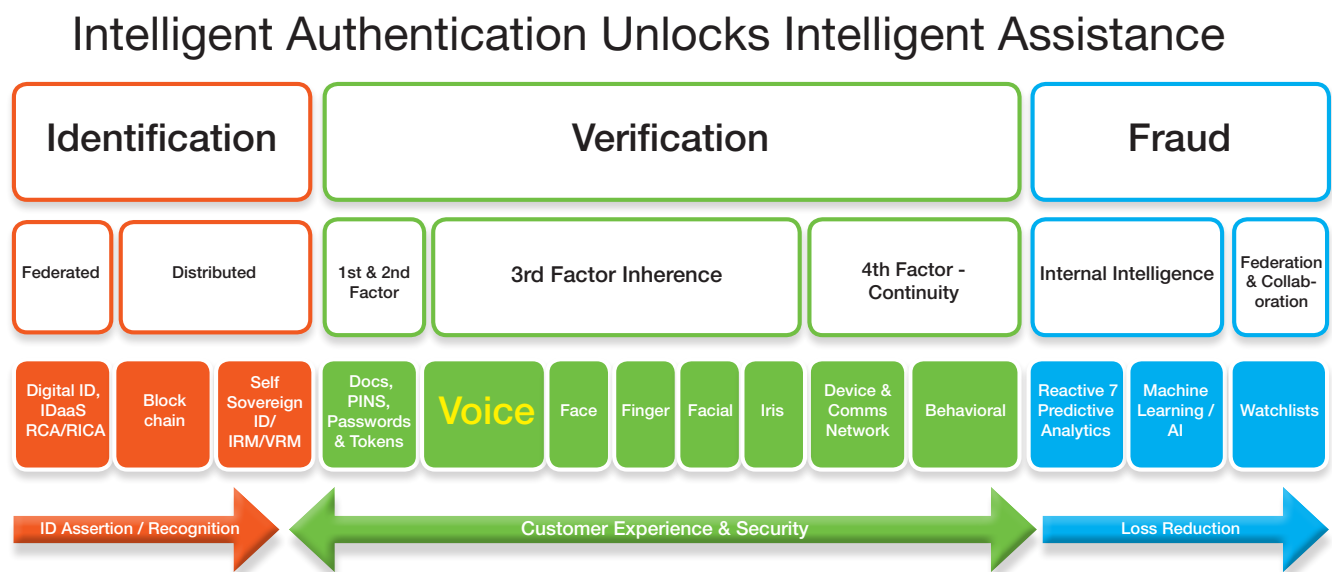 Intelligent Authentication Unlocks Intelligent Assistance
Identification
Verification
Fraud
Federated
Distributed
1st & 2nd
Factor
3rd Factor Inherence
4th Factor -
Continuity
Internal Intelligence
Federation
& Collab-
oration
Digital ID,
IDaaS
RCA/RICA
Block
chain
Self
Sovereign
ID/
IRM/VRM
Docs,
PINS,
Passwords
& Tokens
Voice
Face
Finger
Facial
Iris
Device &
Comms
Network
Behavioral
Reactive 7
Predictive
Analytics
Machine
Learning /
AI
Watchlists
ID Assertion / Recognition
Customer Experience & Security
Loss Reduction